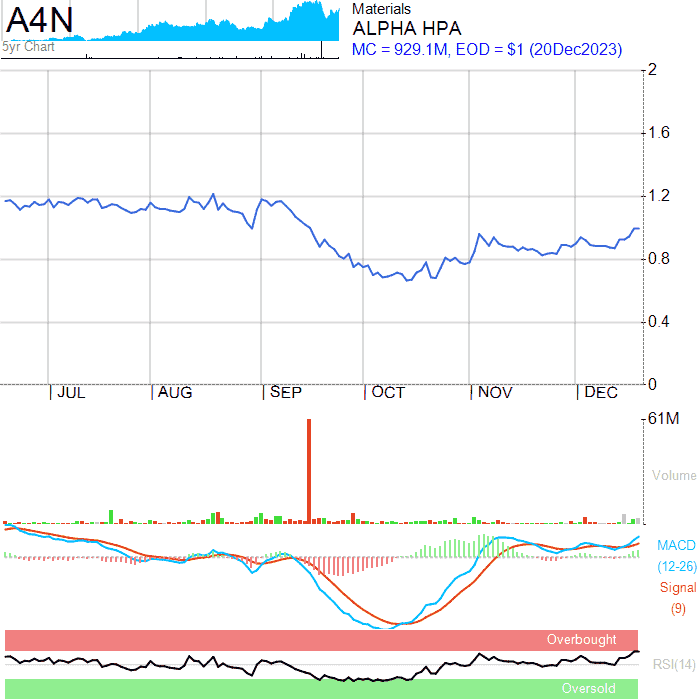 A4N
5yr Chart
Materials
ALPHA HPA
MC = 929.1M, EOD = $1 (20Dec2023)
2
1.6
1.2
0.8
0.4
0
JUL AUG SEP OCT NOV DEC
61M
Volume
MACD
(12-26)
Signal
(9)
Overbought
RSI(14)
Oversold